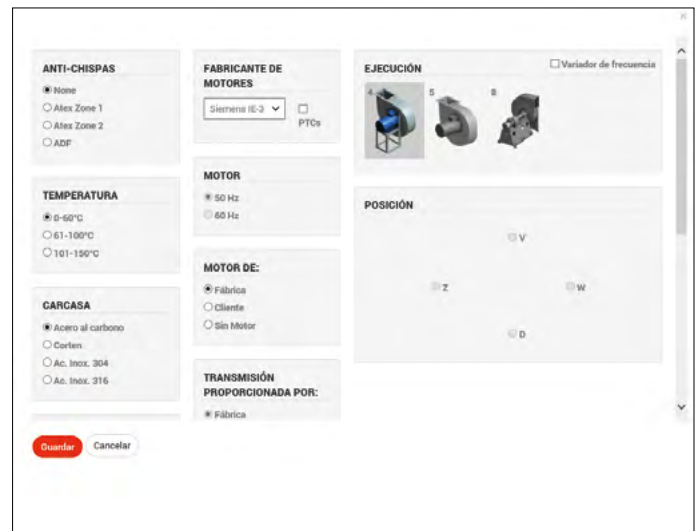 ANTI-CHISPAS
None
Atex Zone 1
Atex Zone 2
ADF
TEMPERATURA
0-60°C
61-100°C
101-150°C
CARCASA
Acero al carbono
Corten
Ac. Inox. 304
Ac. Inox. 316
FABRICANTE DE
MOTORES
Siemens IE-3
PTCs
MOTOR
50 Hz
60 Hz
MOTOR DE:
Fábrica
Cliente
Sin Motor
TRANSMISIÓN
PROPORCIONADA POR:
Fábrica
EJECUCIÓN
Variador de frecuencia
4 5 8
POSICIÓN
V
Z W
D
Guardar Cancelar